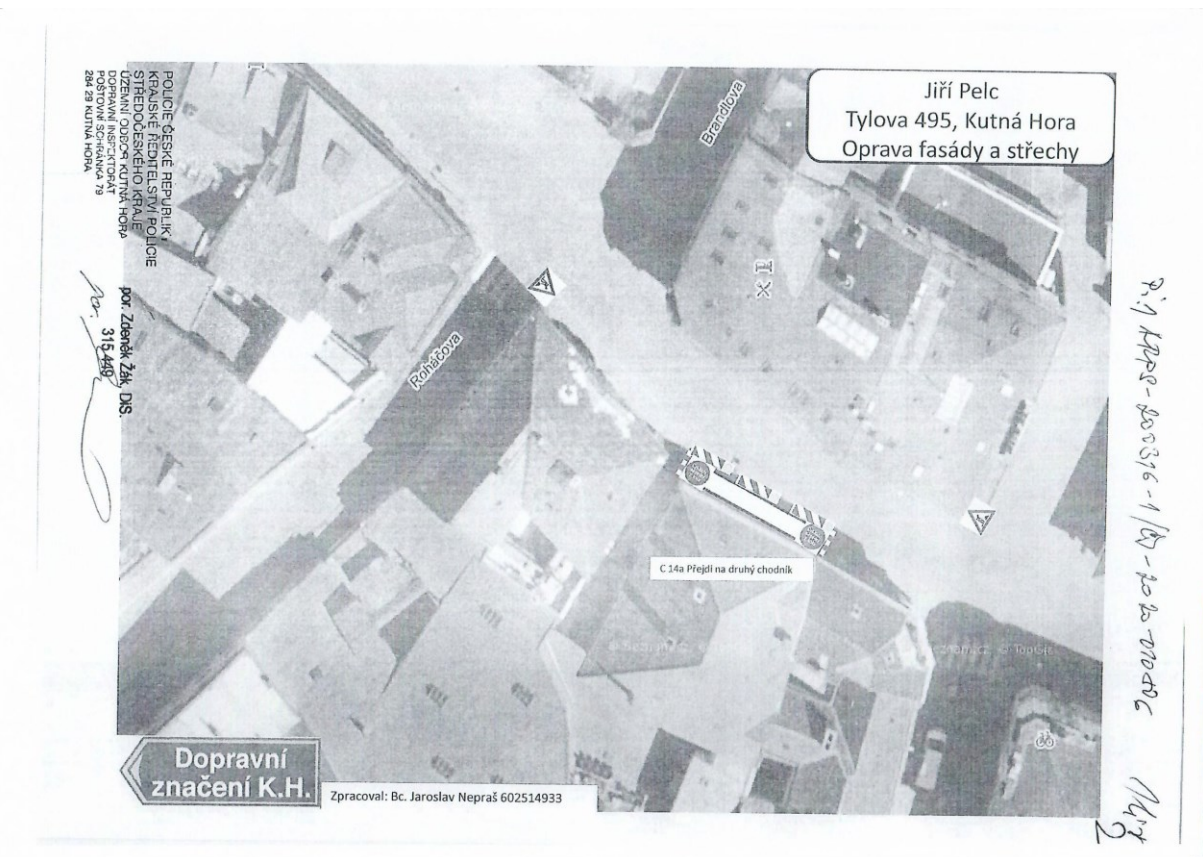 Jiří Pelc
Tylova 495, Kutná Hora
Oprava fasády a střechy
Brandlova
Roháčova
C 14a Přejdi na druhý chodník
POLICIE ČESKÉ REPUBLIKY
KRAJSKÉ ŘEDITELSTVÍ POLICIE
STŘEDOČESKÉHO KRAJE
ÚZEMNÍ ODBOR KUTNÁ HORA
DOPRAVNÍ INSPEKTORÁT
POŠTOVNÍ SCHRÁNKA 79
284 29 KUTNÁ HORA
por. Zdeněk Žák, DiS.
315 449
Dopravní
značení K.H.
Zpracoval: Bc. Jaroslav Nepraš 602514933
2